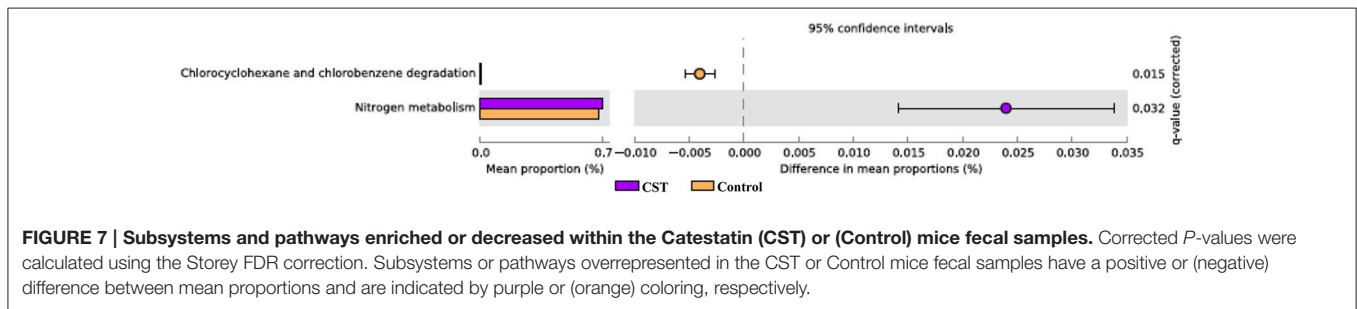 95% confidence intervals
Chlorocyclohexane and chlorobenzene degradation
0.015
Nitrogen metabolism
0.032
q-value (corrected)
0.0
0.7
−0.010
−0.005
0.000
0.005
0.010
0.015
0.020
0.025
0.030
0.035
Mean proportion (%)
Difference in mean proportions (%)
CST
Control
FIGURE 7 | Subsystems and pathways enriched or decreased within the Catestatin (CST) or (Control) mice fecal samples. Corrected P-values were
calculated using the Storey FDR correction. Subsystems or pathways overrepresented in the CST or Control mice fecal samples have a positive or (negative)
difference between mean proportions and are indicated by purple or (orange) coloring, respectively.